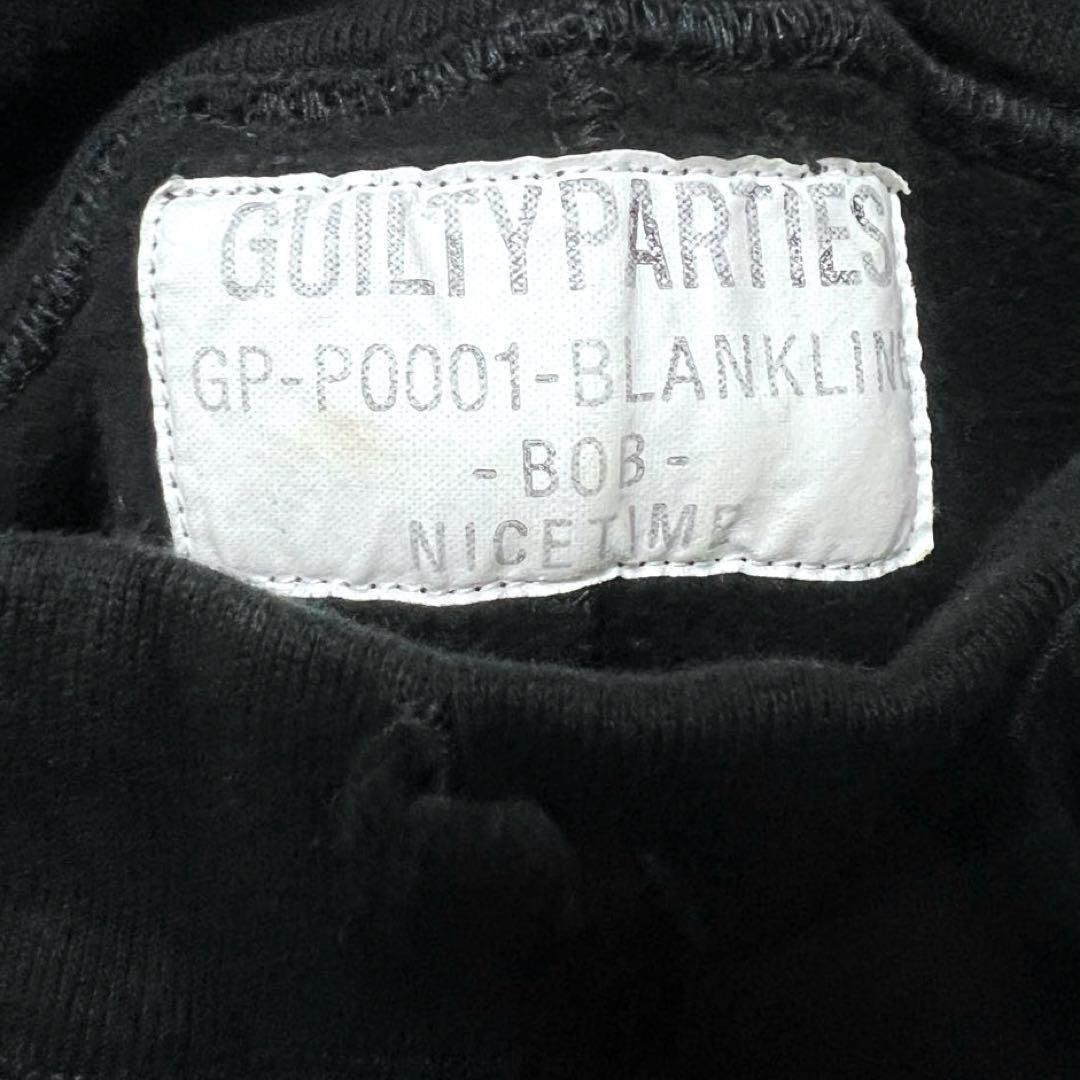 GUILTY PARTIES
GP-P0001-BLANKLINE
-BOB-
NICETIME